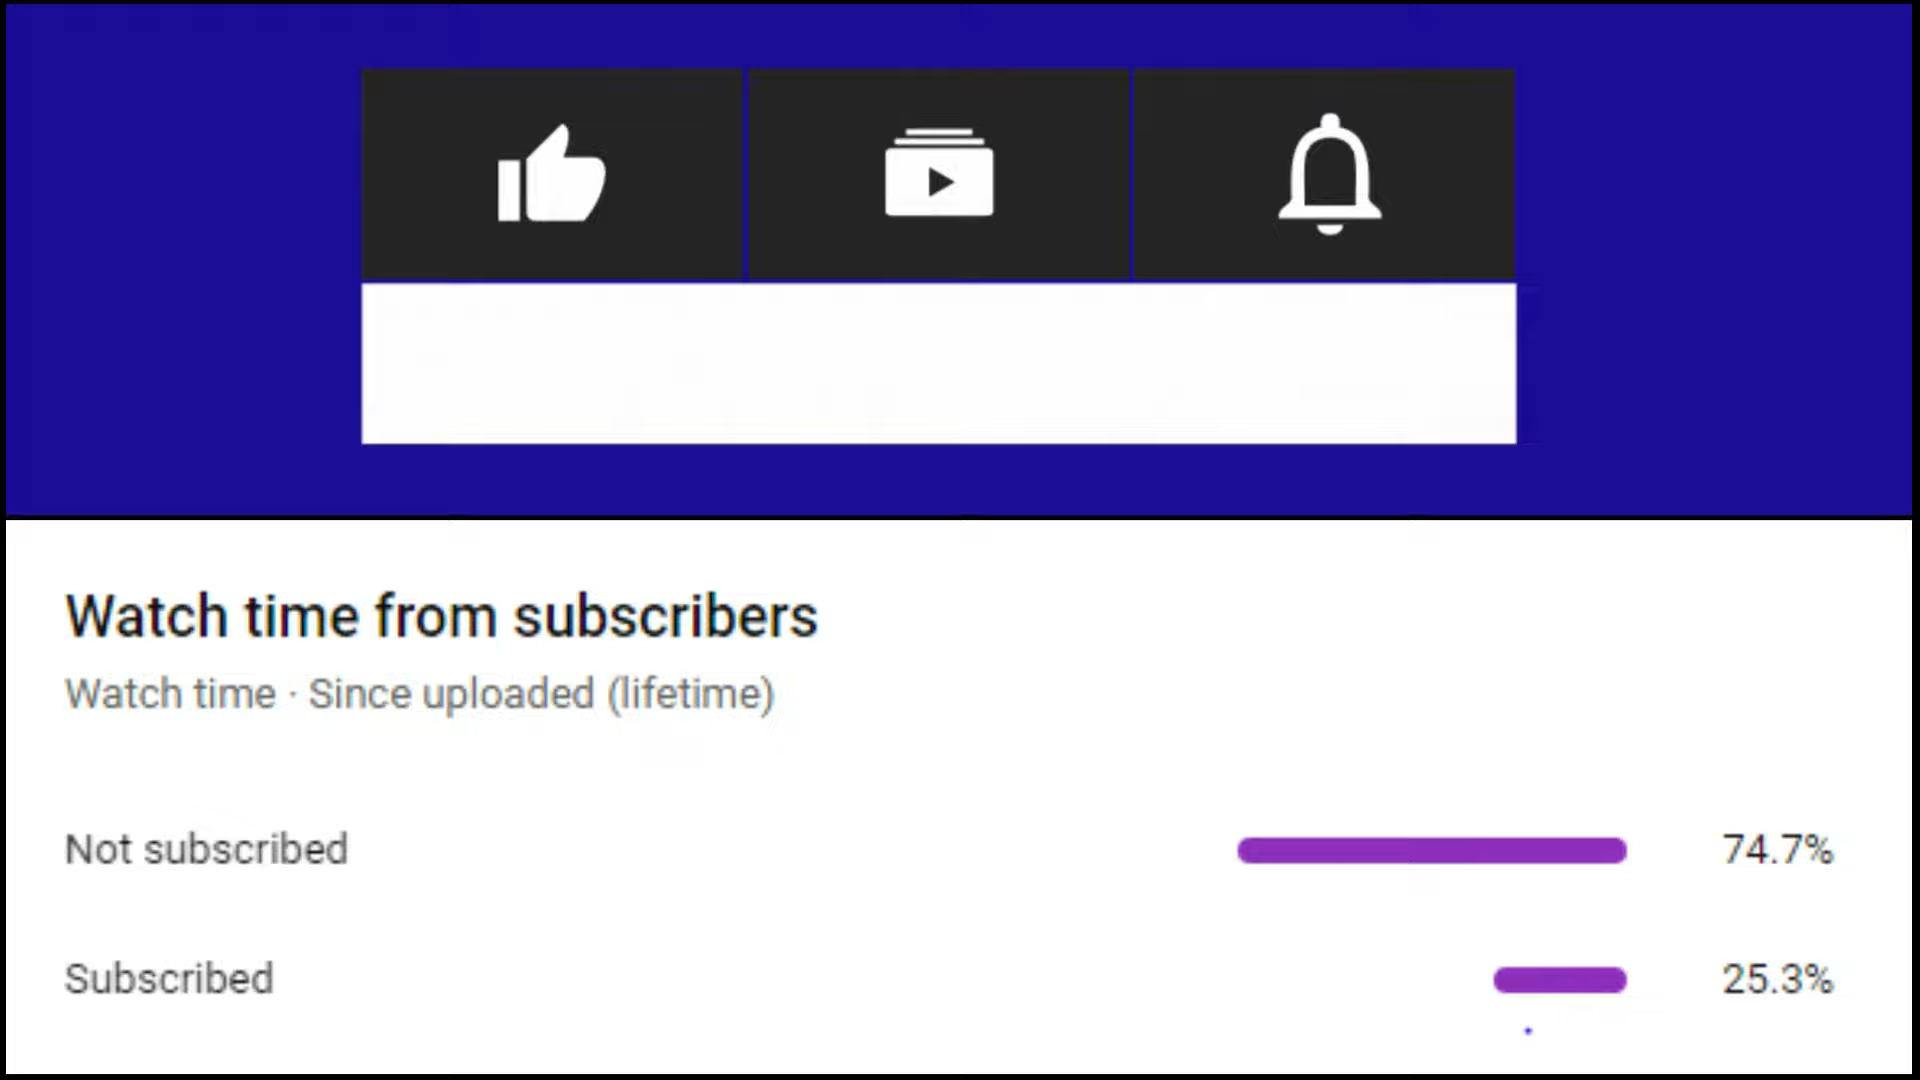 Watch time from subscribers
Watch time · Since uploaded (lifetime)
Not subscribed 74.7%
Subscribed 25.3%